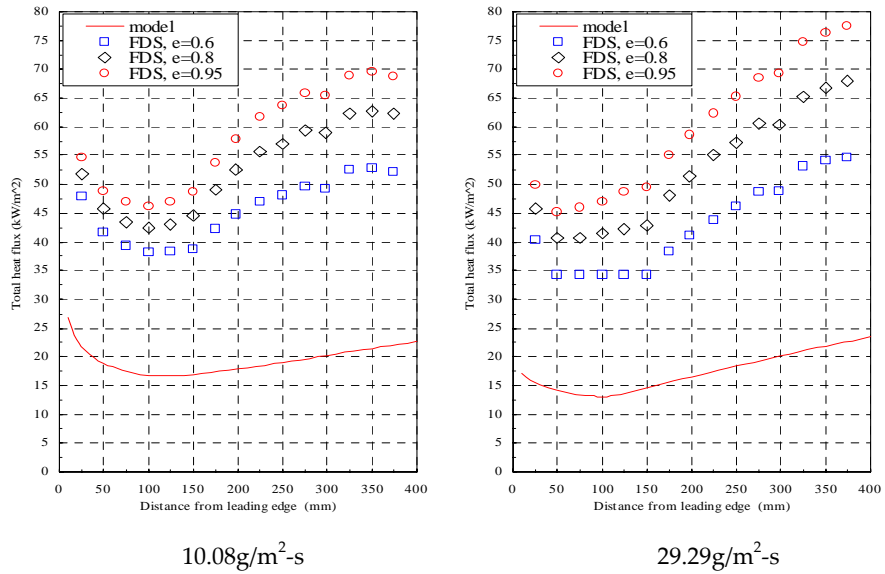 model
FDS, e=0.6
FDS, e=0.8
FDS, e=0.95
Total heat flux (kW/m^2)
80
75
70
65
60
55
50
45
40
35
30
25
20
15
10
5
0
0 50 100 150 200 250 300 350 400
Distance from leading edge (mm)
10.08g/m²-s
model
FDS, e=0.6
FDS, e=0.8
FDS, e=0.95
Total heat flux (kW/m^2)
80
75
70
65
60
55
50
45
40
35
30
25
20
15
10
5
0
0 50 100 150 200 250 300 350 400
Distance from leading edge (mm)
29.29g/m²-s